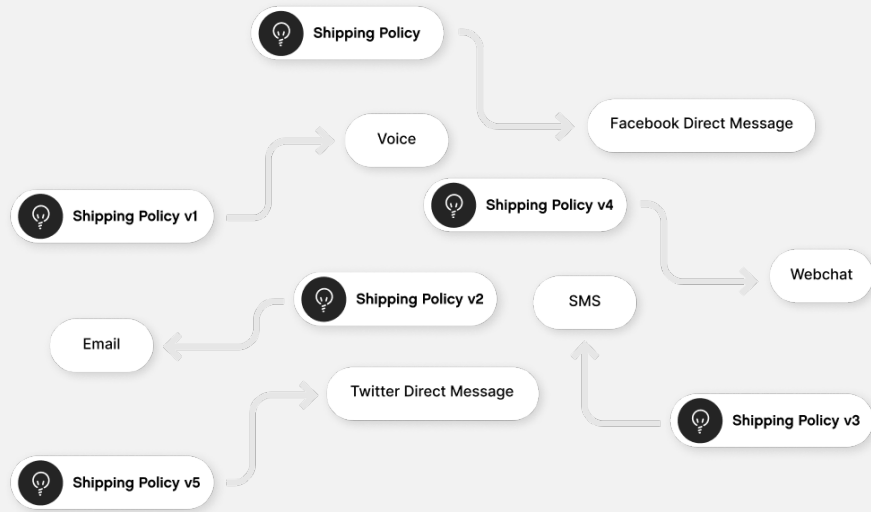 Shipping Policy
Facebook Direct Message
Voice
Shipping Policy v1
Shipping Policy v4
Webchat
Shipping Policy v2
SMS
Email
Twitter Direct Message
Shipping Policy v3
Shipping Policy v5